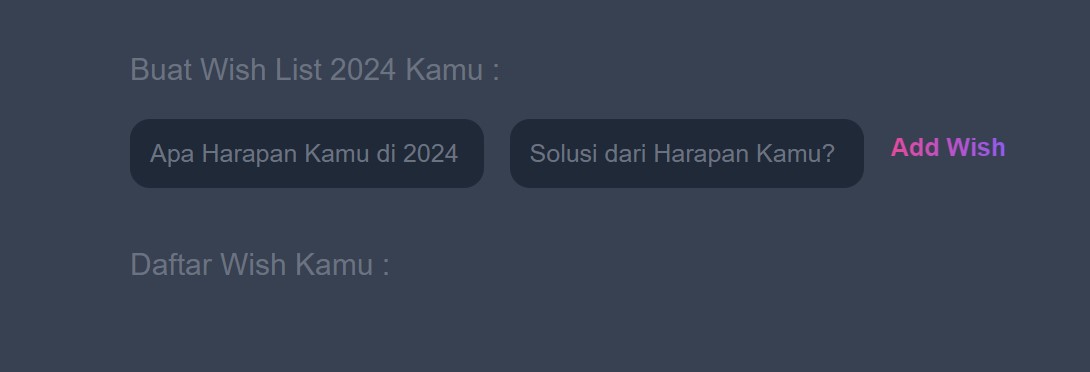 Buat Wish List 2024 Kamu :
Apa Harapan Kamu di 2024
Solusi dari Harapan Kamu?
Add Wish
Daftar Wish Kamu :